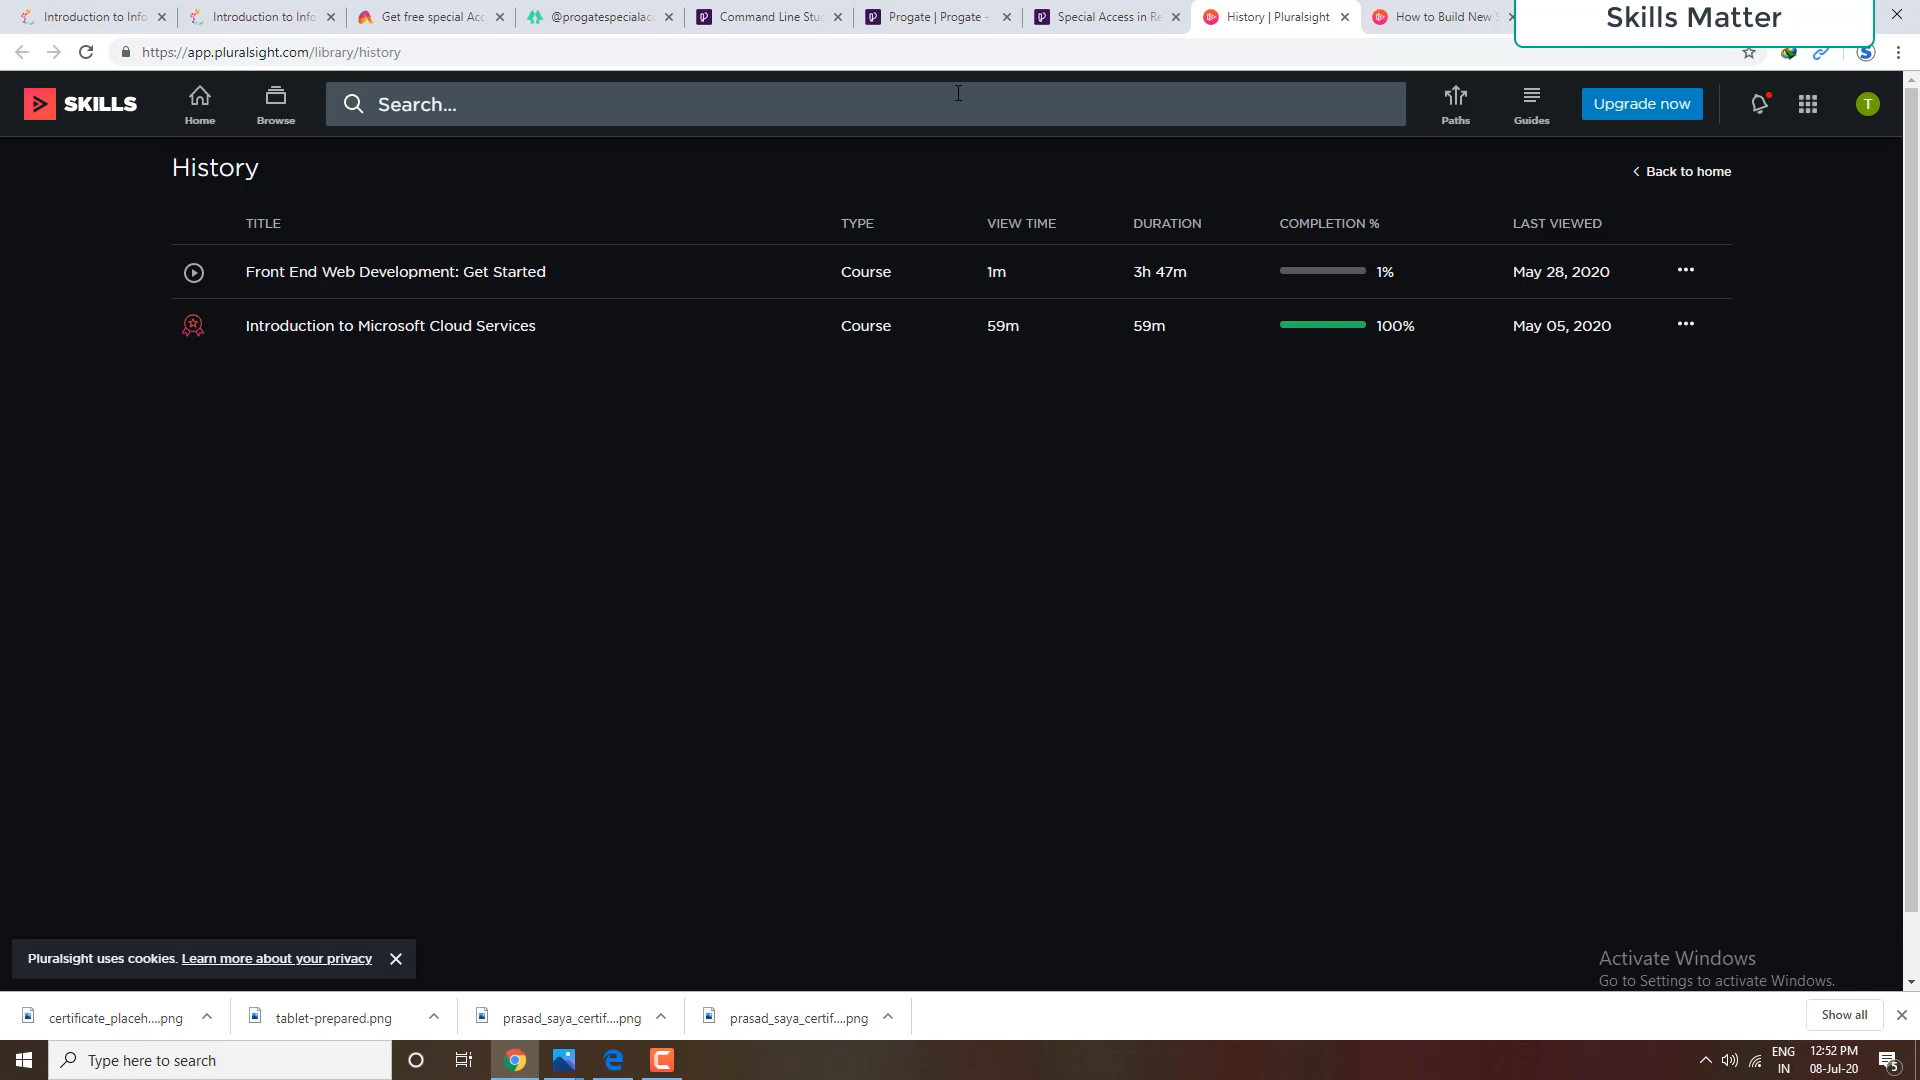 Introduction to Info
Introduction to Info
Get free special Acc
@progatespecialac
Command Line Stu
Progate | Progate -
Special Access in Re
History | Pluralsight
How to Build New S
Skills Matter
https://app.pluralsight.com/library/history
SKILLS
Home
Browse
Search...
Paths
Guides
Upgrade now
T
History
Back to home
TITLE TYPE VIEW TIME DURATION COMPLETION % LAST VIEWED
Front End Web Development: Get Started Course 1m 3h 47m 1% May 28, 2020
Introduction to Microsoft Cloud Services Course 59m 59m 100% May 05, 2020
Pluralsight uses cookies. Learn more about your privacy
Activate Windows
Go to Settings to activate Windows.
certificate_placeh....png
tablet-prepared.png
prasad_saya_certif....png
prasad_saya_certif....png
Show all
Type here to search
ENG
IN
12:52 PM
08-Jul-20
5